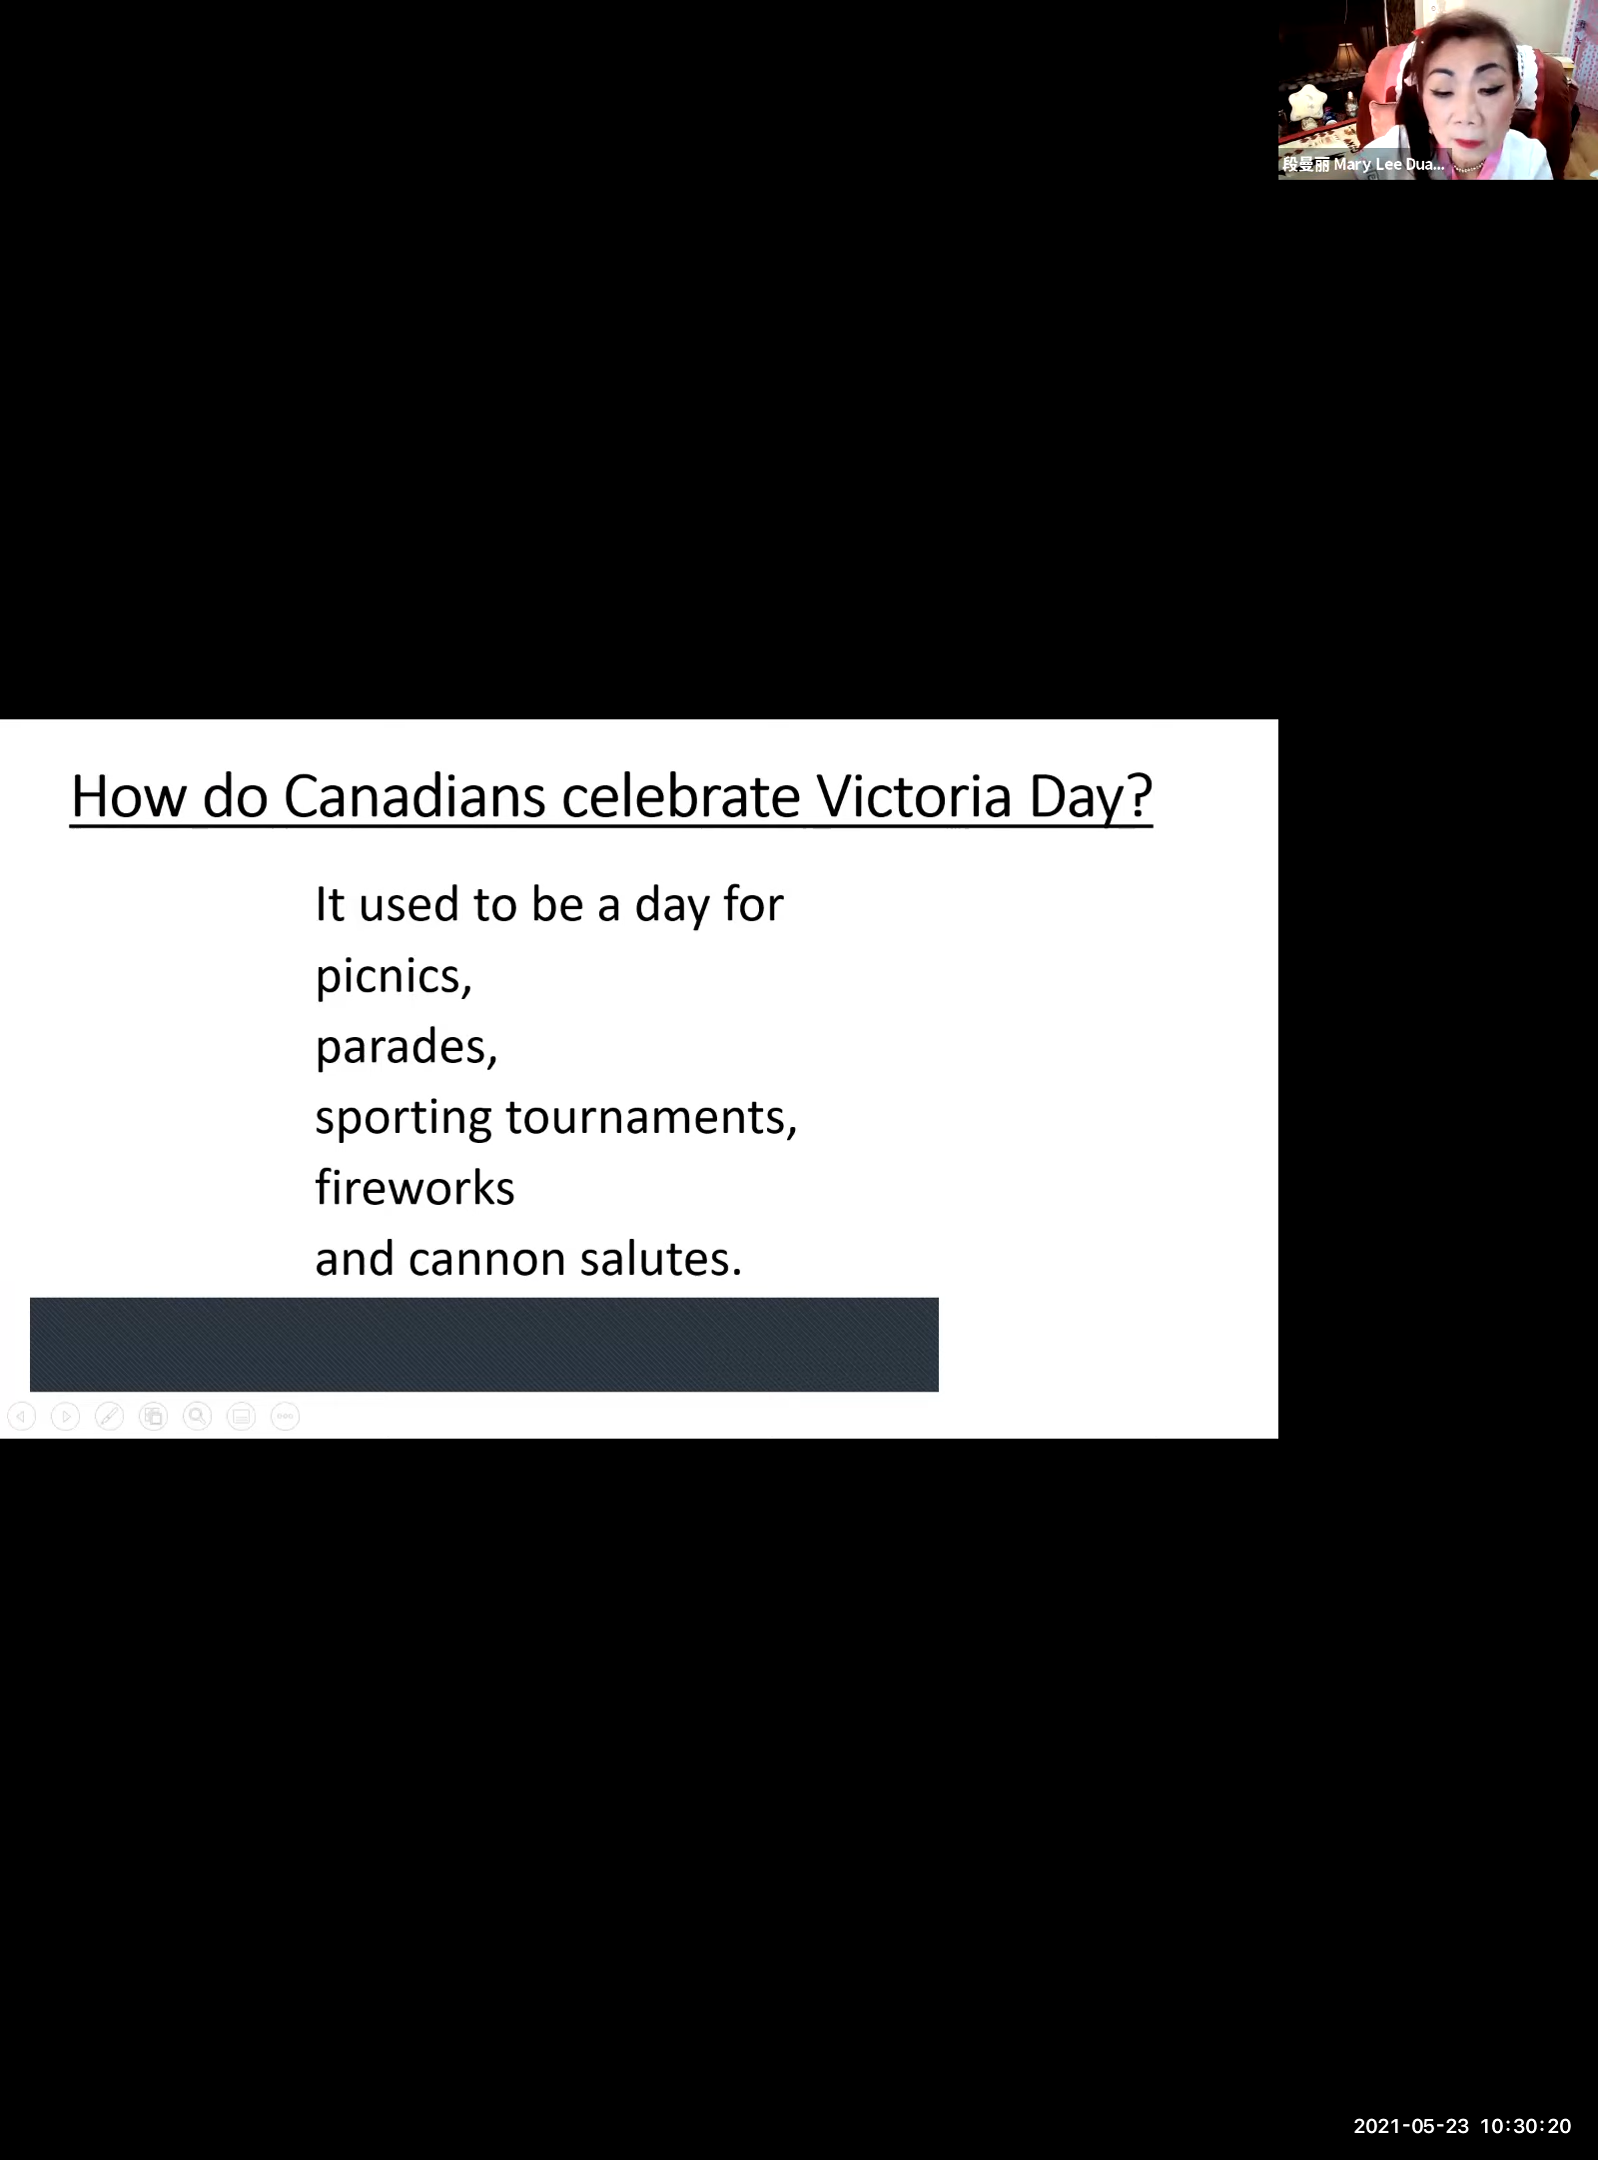 段曼丽 Mary Lee Dua...
How do Canadians celebrate Victoria Day?
It used to be a day for
picnics,
parades,
sporting tournaments,
fireworks
and cannon salutes.
2021-05-23 10:30:20